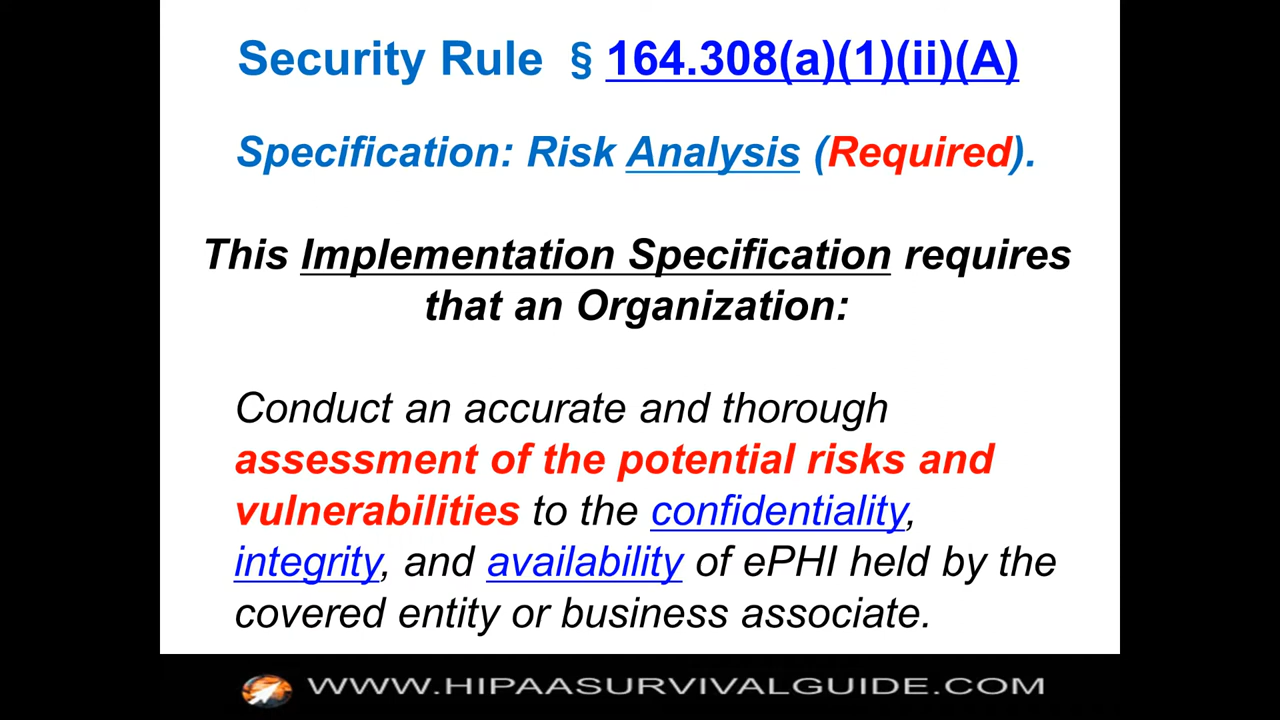 Security Rule § 164.308(a)(1)(ii)(A)
Specification: Risk Analysis (Required).
This Implementation Specification requires
that an Organization:
Conduct an accurate and thorough
assessment of the potential risks and
vulnerabilities to the confidentiality,
integrity, and availability of ePHI held by the
covered entity or business associate.
WWW.HIPAASURVIVALGUIDE.COM